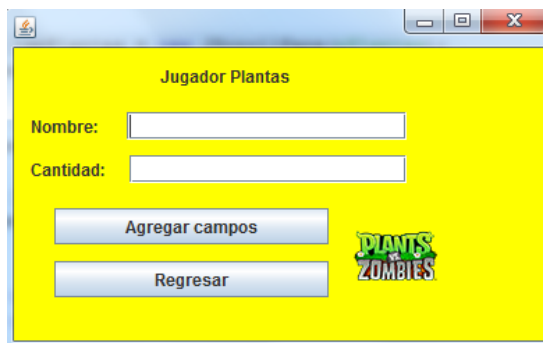 Jugador Plantas
Nombre:
Cantidad:
Agregar campos
Regresar
PLANTS
VS
ZOMBIES